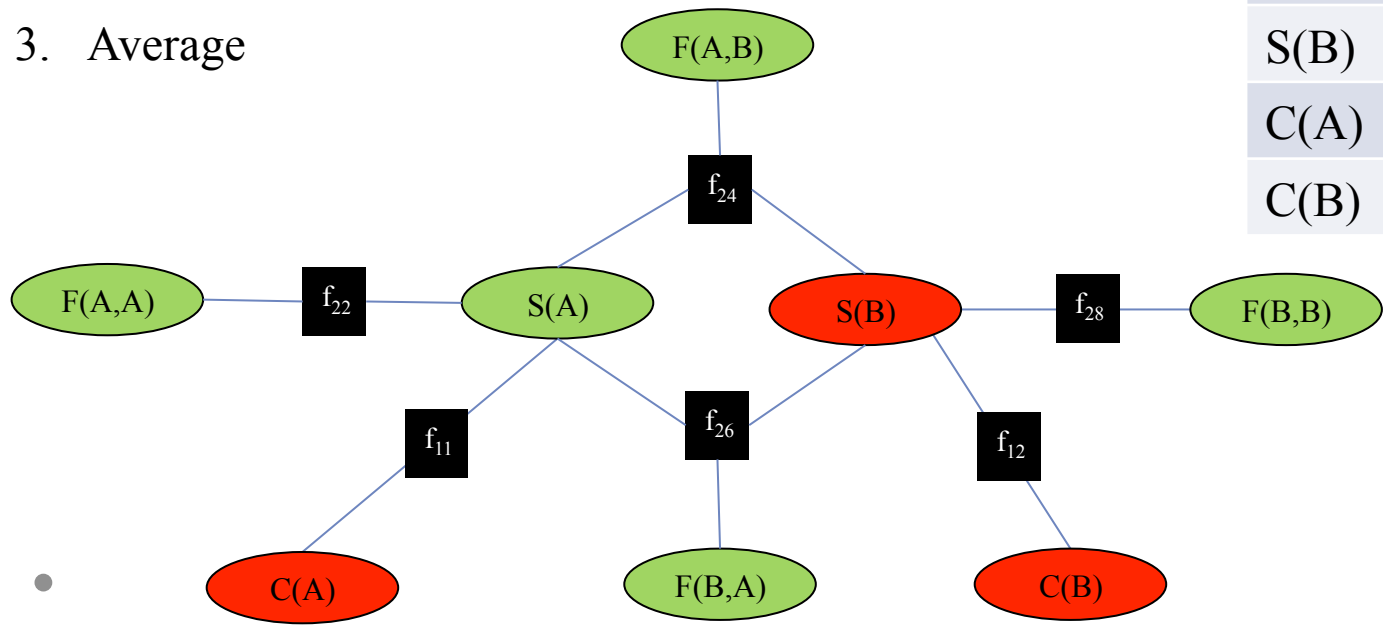 3. Average
F(A,B)
S(B)
C(A)
C(B)
f₂₄
F(A,A)
f₂₂
S(A)
S(B)
f₂₈
F(B,B)
f₁₁
f₂₆
f₁₂
C(A)
F(B,A)
C(B)